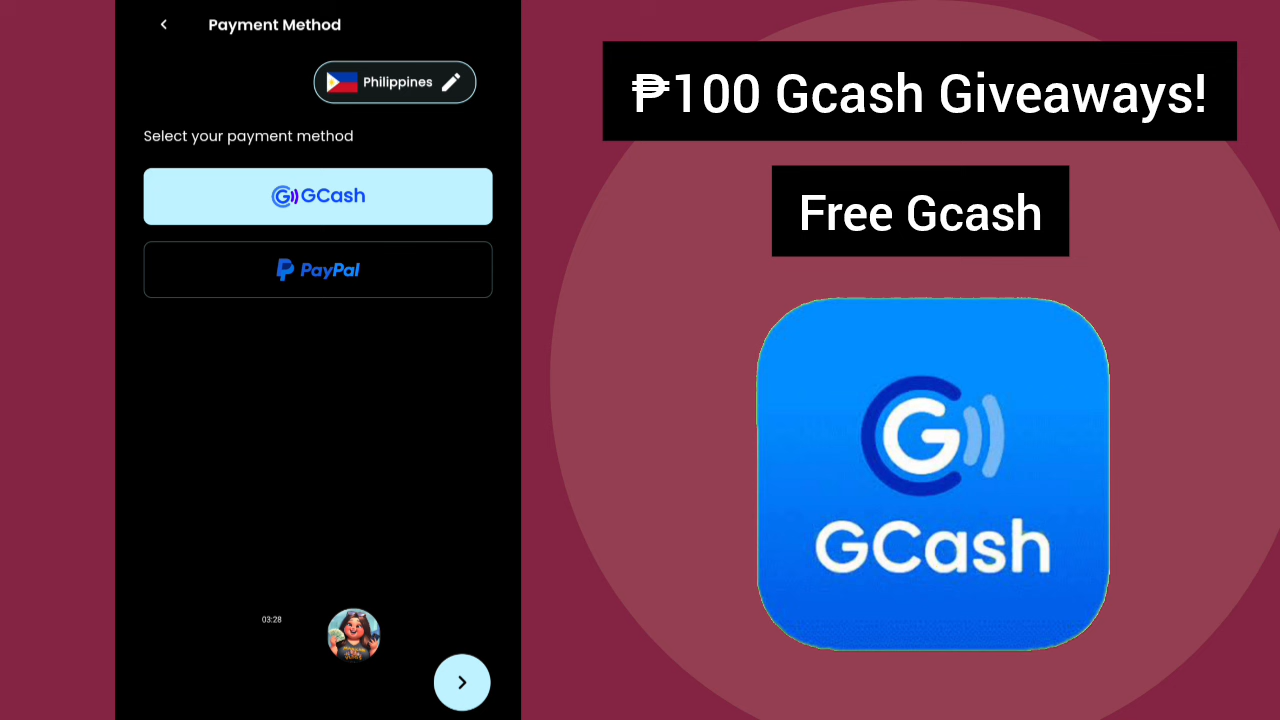 Payment Method
Philippines
Select your payment method
GCash
PayPal
03:28
₱100 Gcash Giveaways!
Free Gcash
G
GCash